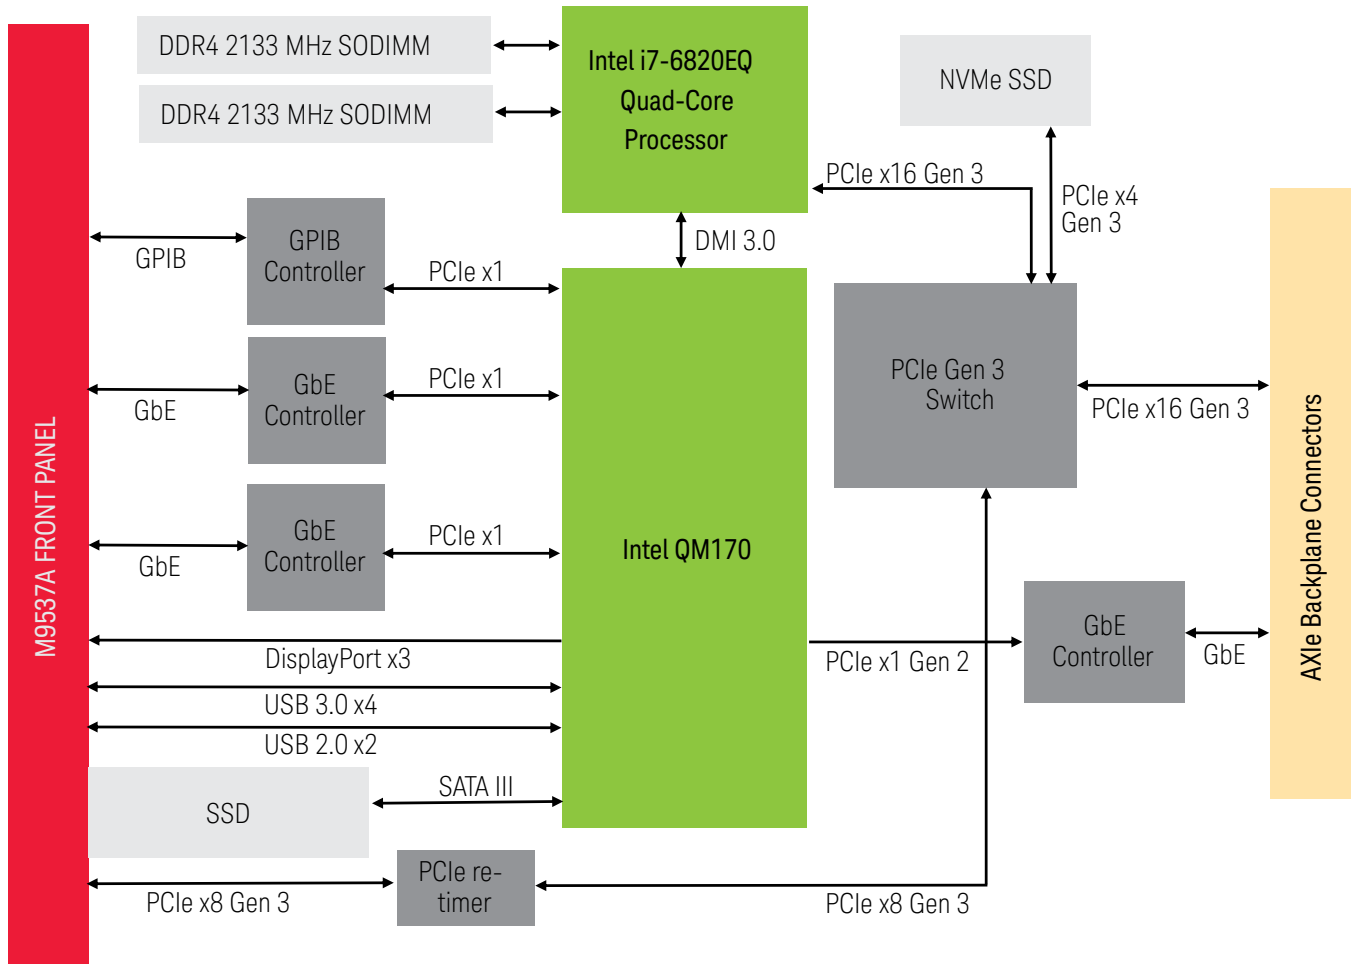 DDR4 2133 MHz SODIMM
DDR4 2133 MHz SODIMM
Intel i7-6820EQ
Quad-Core
Processor
NVMe SSD
PCIe x16 Gen 3
PCIe x4
Gen 3
DMI 3.0
GPIB
GPIB
Controller
PCIe x1
GbE
GbE
Controller
PCIe x1
GbE
GbE
Controller
PCIe x1
Intel QM170
PCIe Gen 3
Switch
PCIe x16 Gen 3
M9537A FRONT PANEL
AXIe Backplane Connectors
DisplayPort x3
USB 3.0 x4
USB 2.0 x2
PCIe x1 Gen 2
GbE
Controller
GbE
SSD
SATA III
PCIe x8 Gen 3
PCIe re-
timer
PCIe x8 Gen 3